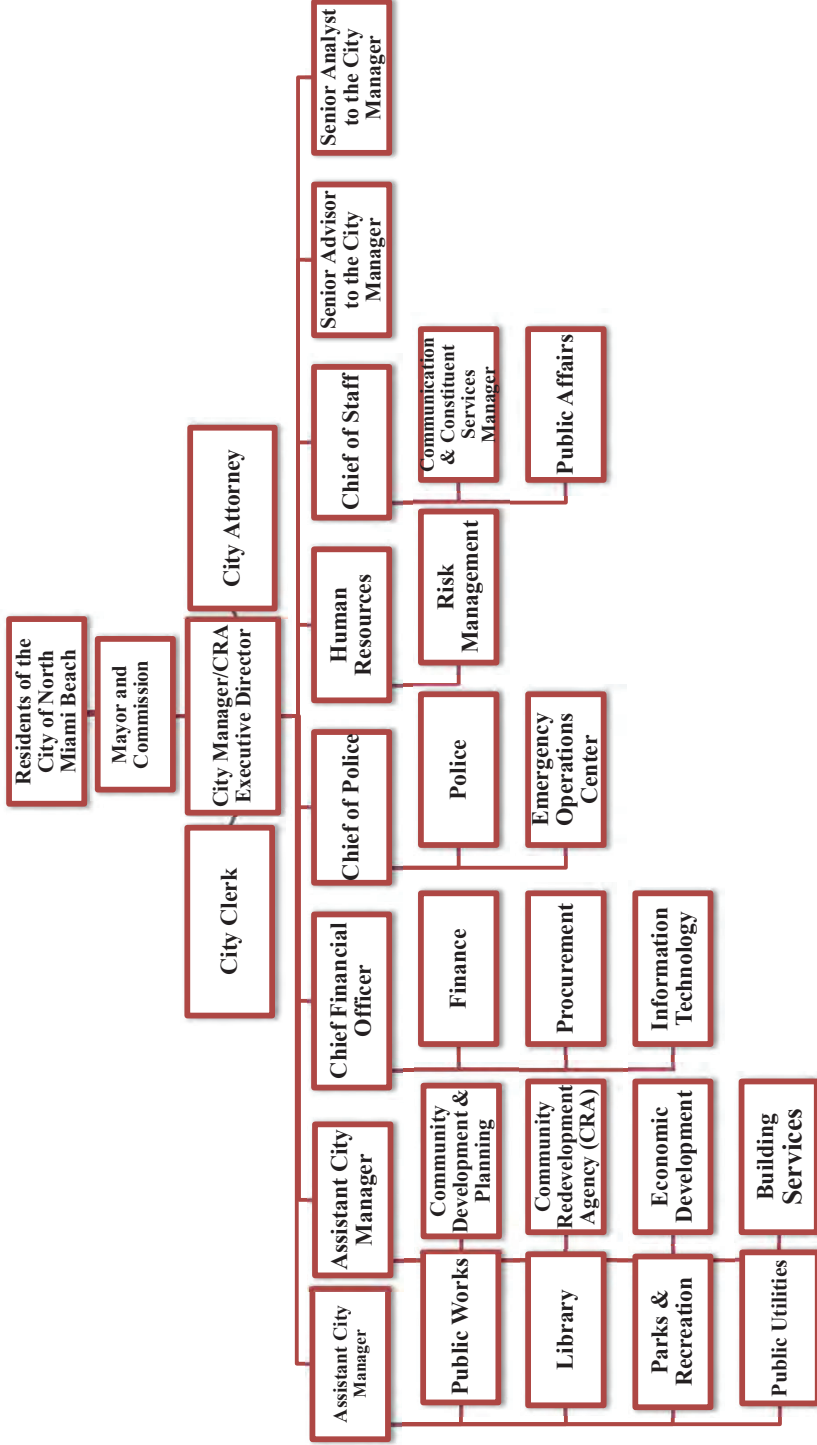 Residents of the
City of North
Miami Beach
Mayor and
Commission
City Clerk
City Manager/CRA
Executive Director
City Attorney
Assistant City
Manager
Assistant City
Manager
Chief Financial
Officer
Chief of Police
Human
Resources
Chief of Staff
Senior Advisor
to the City
Manager
Senior Analyst
to the City
Manager
Public Works
Library
Parks &
Recreation
Public Utilities
Community
Development &
Planning
Community
Redevelopment
Agency (CRA)
Economic
Development
Building
Services
Finance
Procurement
Information
Technology
Police
Emergency
Operations
Center
Risk
Management
Communication
& Constituent
Services
Manager
Public Affairs